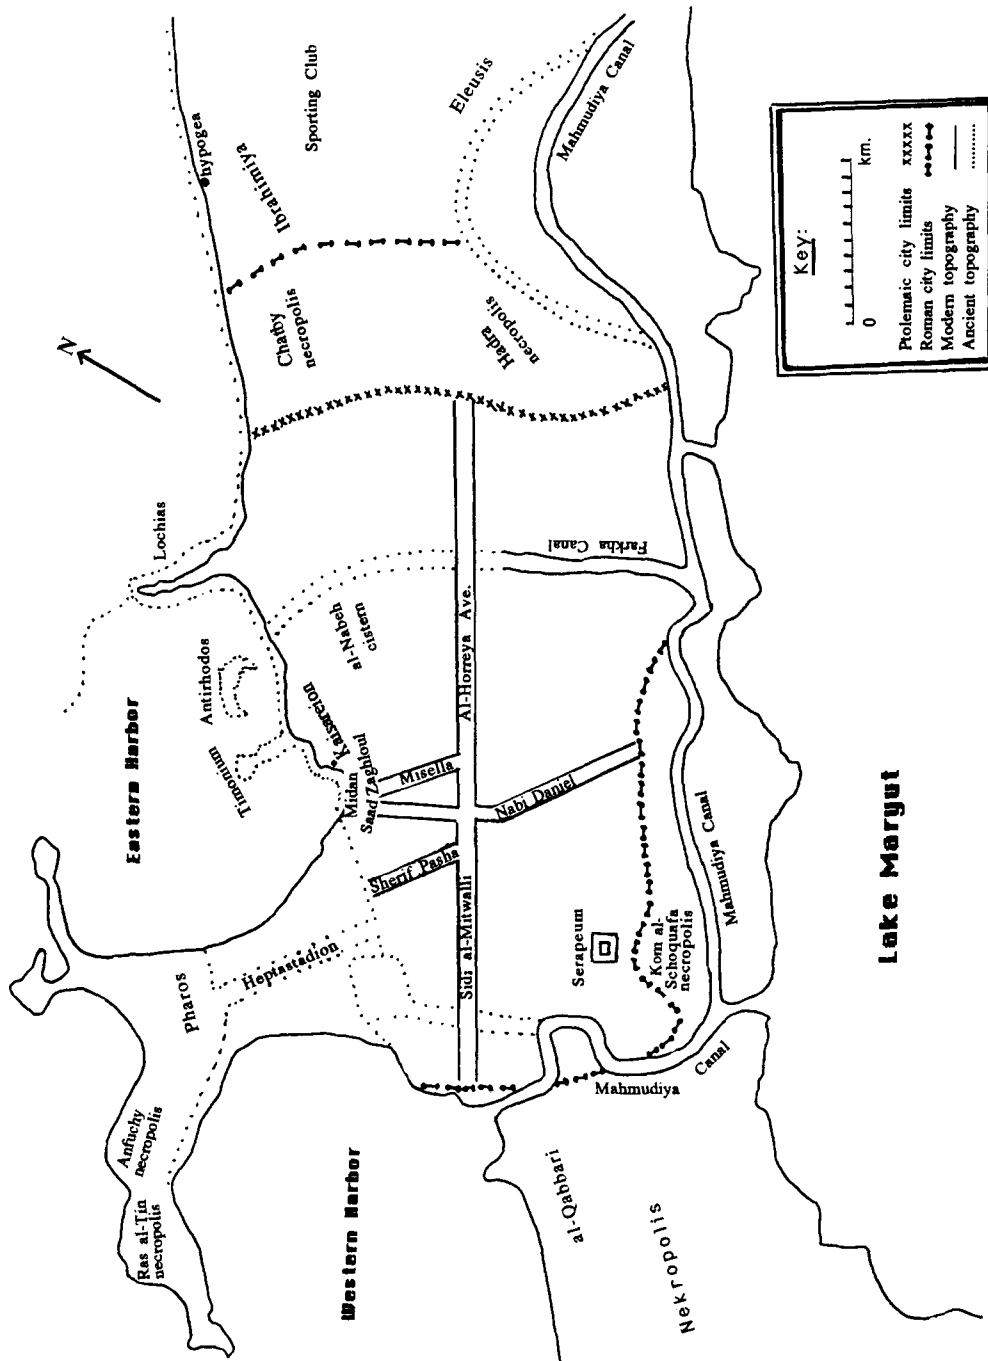 N
hypogea
Sporting Club
Eleusis
Ibrahimiya
Mahmudiya Canal
Chatby
necropolis
Hadra
necropolis
Lochias
Farkha Canal
al-Nabeh
cistern
Antirhodos
Eastern Harbor
Timonium
Kaisareion
Midan
Saad Zaghloul
Misella
Al-Horreya Ave.
Nabi Daniel
Sherif Pasha
Sidi al-Mitwalli
Heptastadion
Pharos
Serapeum
Kom al-
Schoquafa
necropolis
Mahmudiya Canal
Lake Maryut
Mahmudiya
Canal
Anfuchy
necropolis
Ras al-Tin
necropolis
Western Harbor
al-Qabbari
Nekropolis
Key:
0 km.
Ptolemaic city limits xxxxx
Roman city limits
Modern topography
Ancient topography